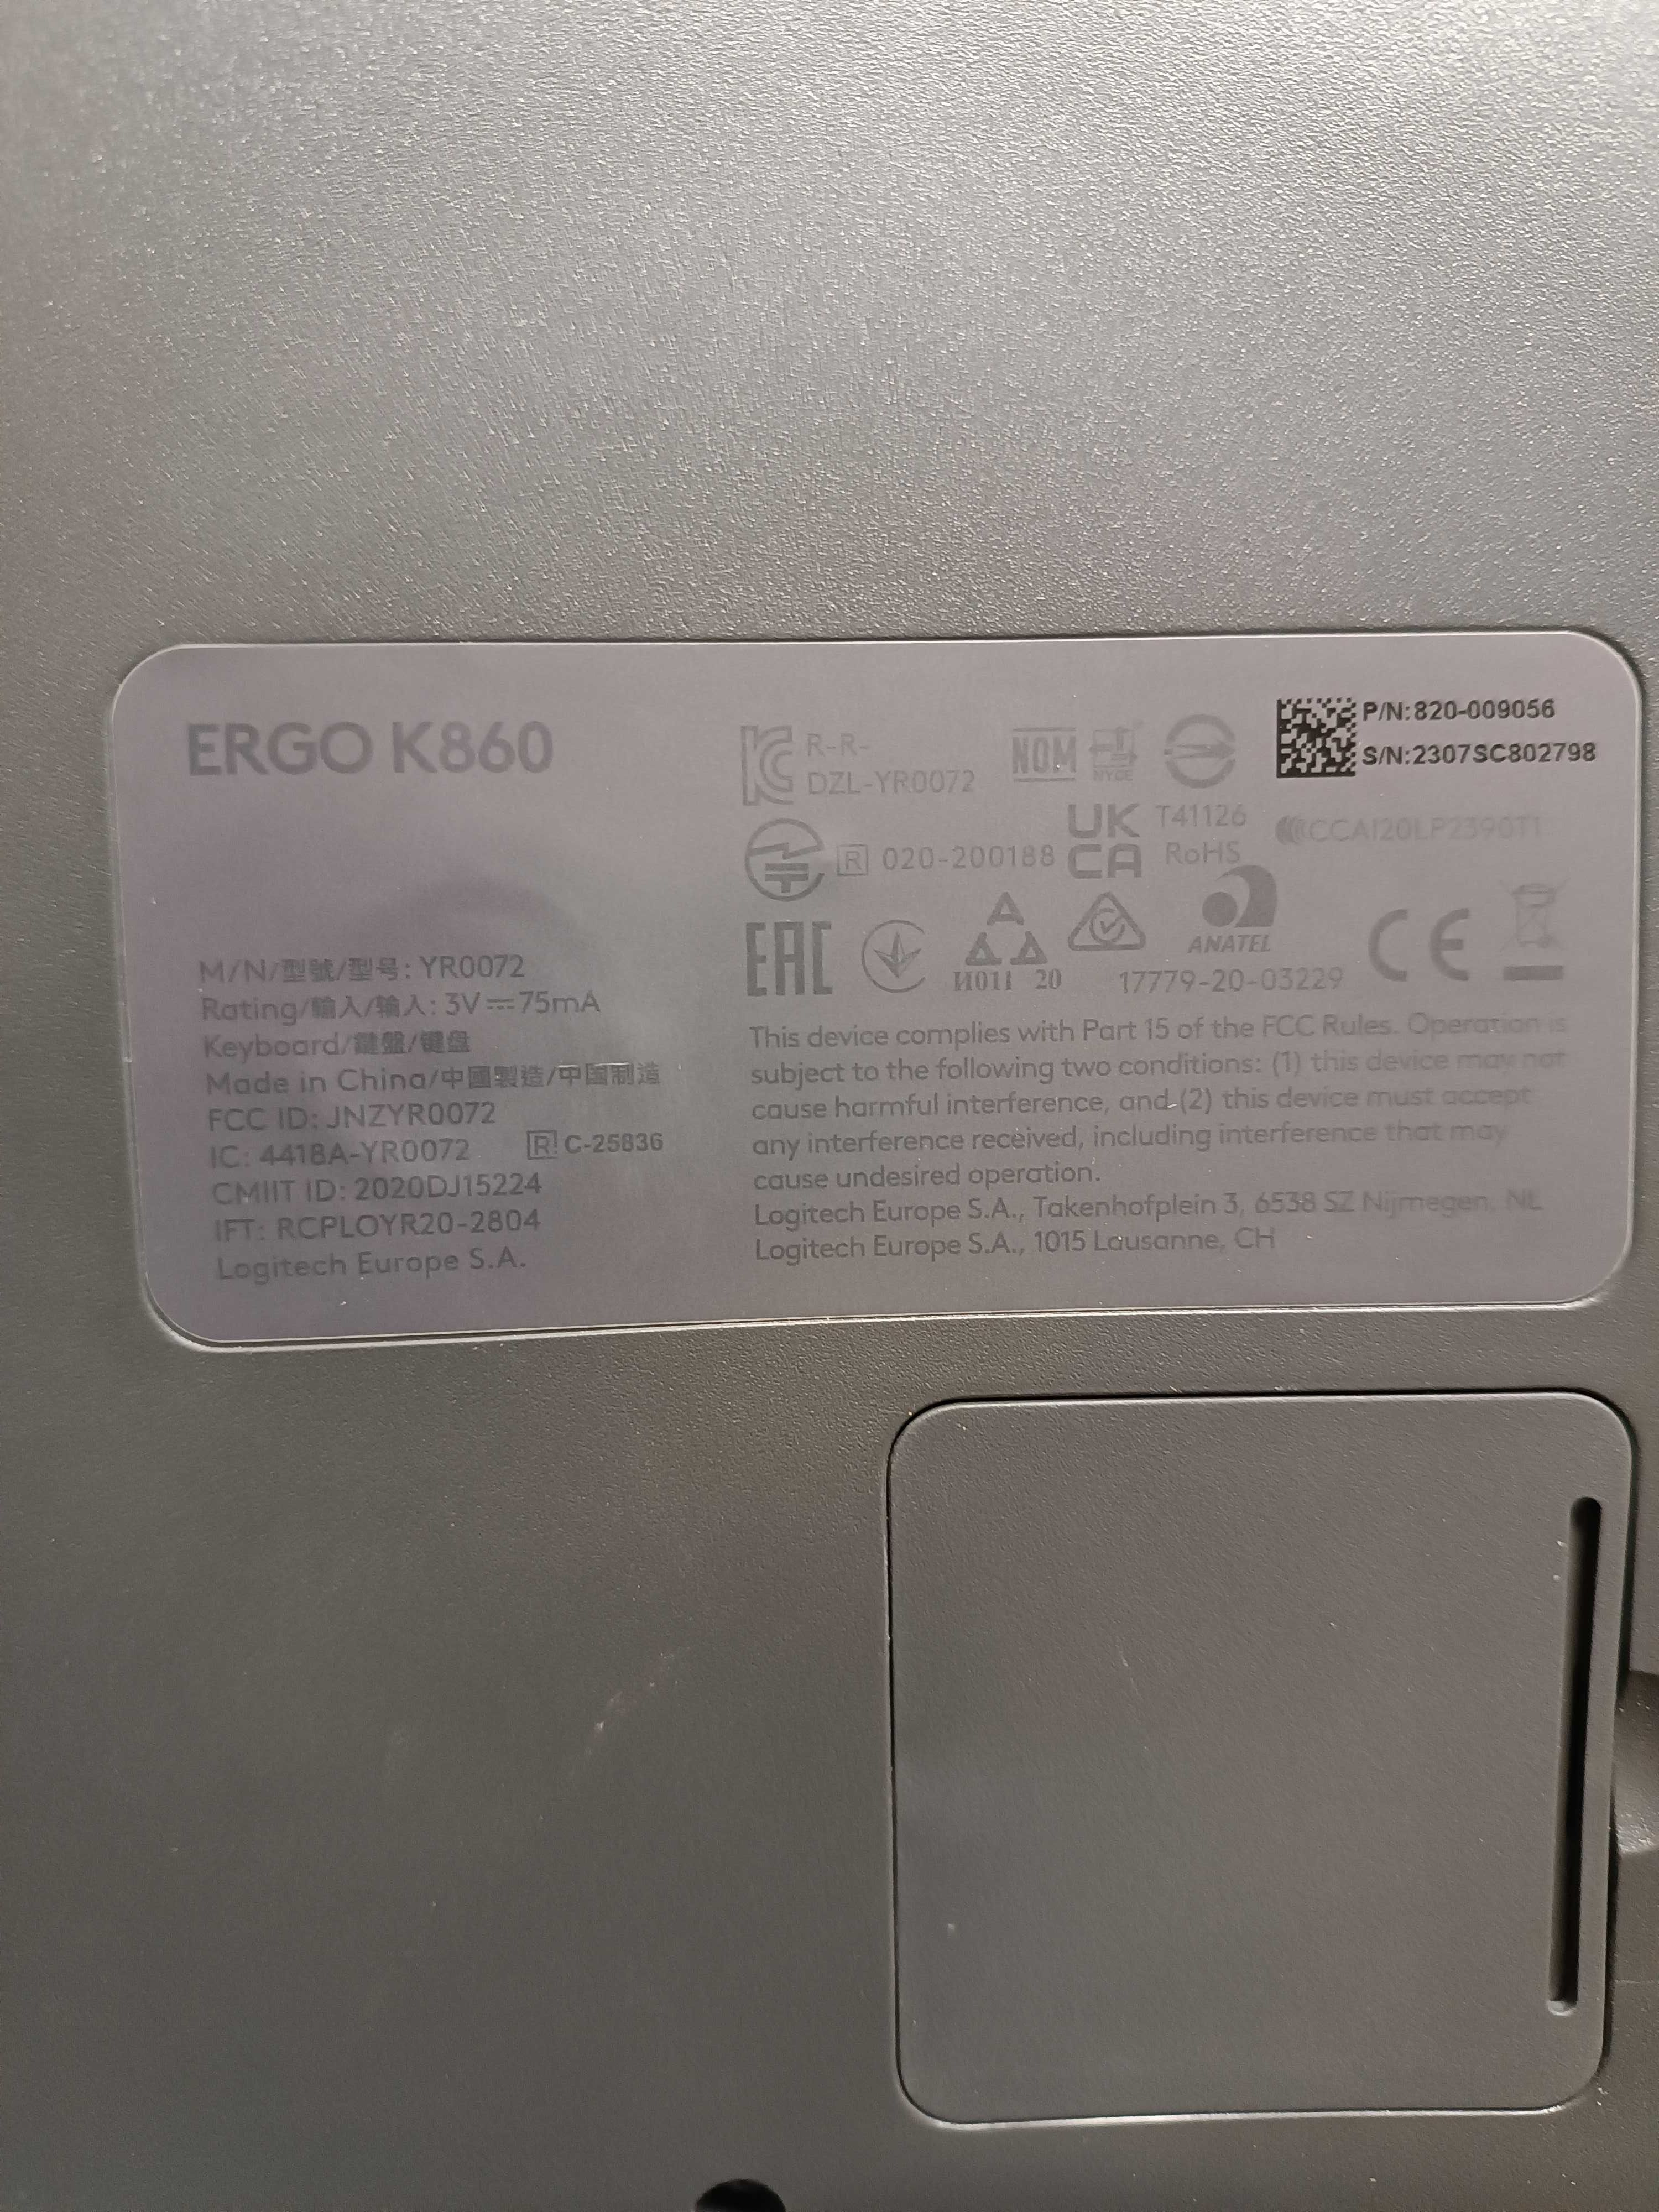 ERGO K860
R-R-
DZL-YR0072
NOM
NYCE
P/N:820-009056
S/N:2307SC802798
R 020-200188
UK
CA
T41126
RoHS
CCAI20LP2390T1
EAC
И011 20
ANATEL
17779-20-03229
CE
M/N/型號/型号: YR0072
Rating/輸入/输入: 3V 75mA
Keyboard/鍵盤/键盘
Made in China/中國製造/中国制造
FCC ID: JNZYR0072
IC: 4418A-YR0072 R C-25836
CMIIT ID: 2020DJ15224
IFT: RCPLOYR20-2804
Logitech Europe S.A.
This device complies with Part 15 of the FCC Rules. Operation is
subject to the following two conditions: (1) this device may not
cause harmful interference, and (2) this device must accept
any interference received, including interference that may
cause undesired operation.
Logitech Europe S.A., Takenhofplein 3, 6538 SZ Nijmegen, NL
Logitech Europe S.A., 1015 Lausanne, CH